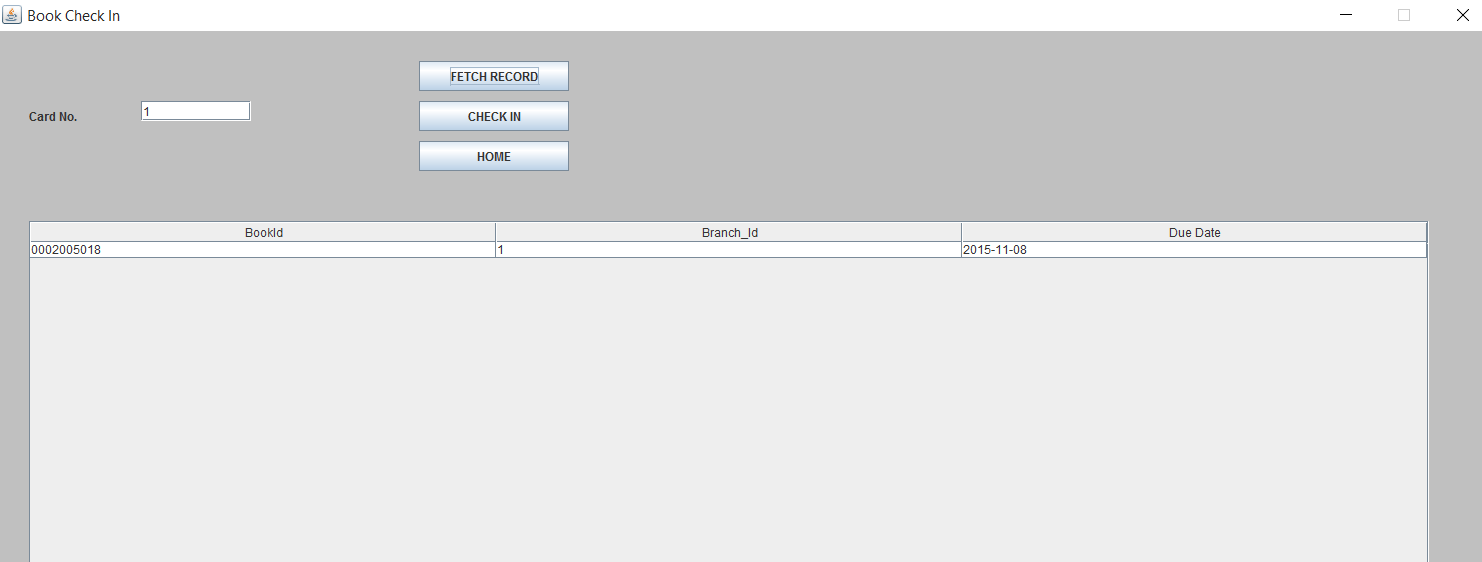 Book Check In
FETCH RECORD
Card No. 1
CHECK IN
HOME
BookId Branch_Id Due Date
0002005018 1 2015-11-08